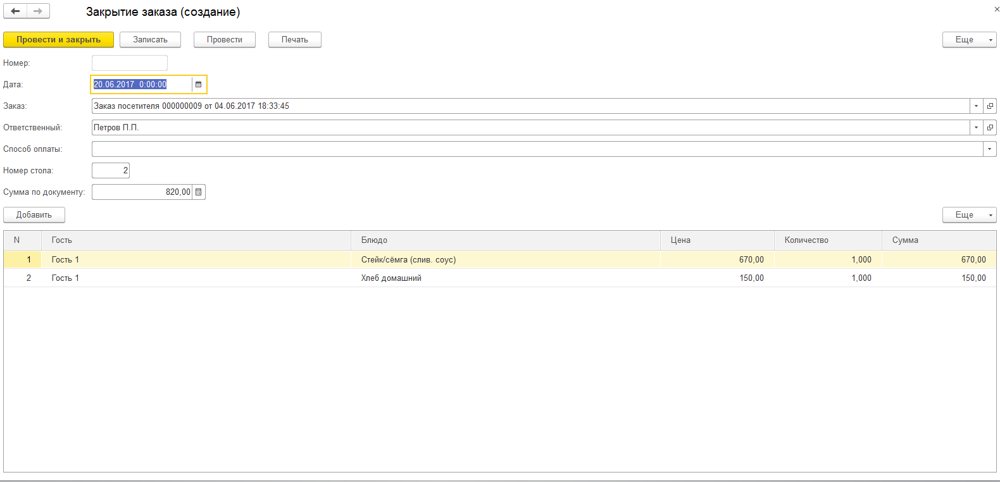 Закрытие заказа (создание)
Провести и закрыть Записать Провести Печать Еще
Номер:
Дата: 20.06.2017 0:00:00
Заказ: Заказ посетителя 000000009 от 04.06.2017 18:33:45
Ответственный: Петров П.П.
Способ оплаты:
Номер стола: 2
Сумма по документу: 820,00
Добавить Еще
N Гость Блюдо Цена Количество Сумма
1 Гость 1 Стейк/сёмга (слив. соус) 670,00 1,000 670,00
2 Гость 1 Хлеб домашний 150,00 1,000 150,00